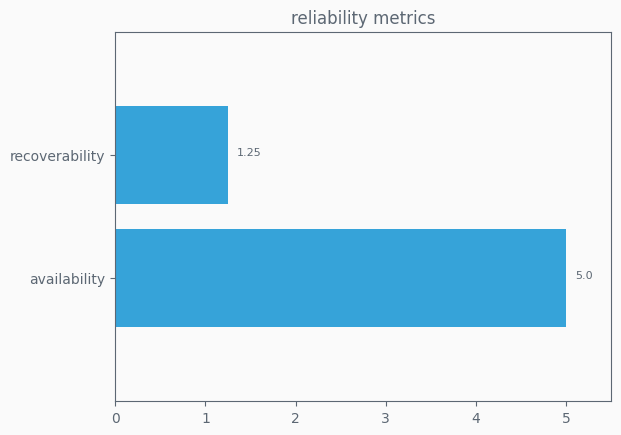 reliability metrics
recoverability
1.25
availability
5.0
0 1 2 3 4 5